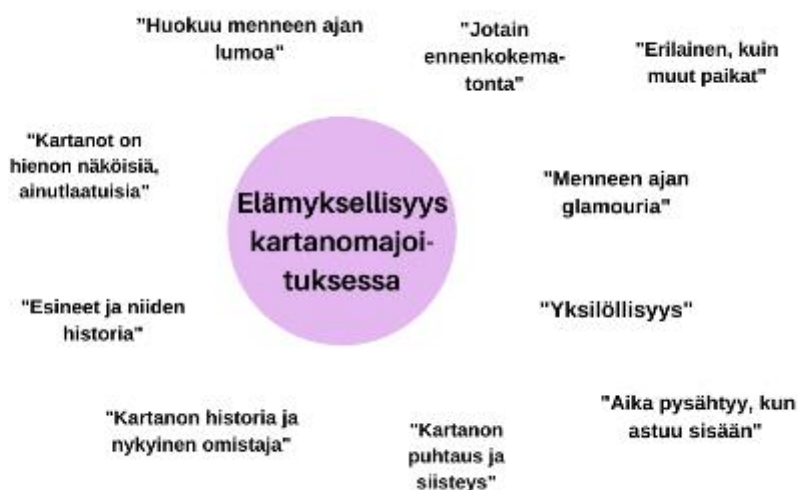 "Huokuu menneen ajan
lumoa"
"Jotain
ennenkokema-
tonta"
"Erilainen, kuin
muut paikat"
"Kartanot on
hienon näköisiä,
ainutlaatuisia"
Elämyksellisyys
kartanomajoi-
tuksessa
"Menneen ajan
glamouria"
"Esineet ja niiden
historia"
"Yksilöllisyys"
"Kartanon historia ja
nykyinen omistaja"
"Kartanon
puhtaus ja
siisteys"
"Aika pysähtyy, kun
astuu sisään"